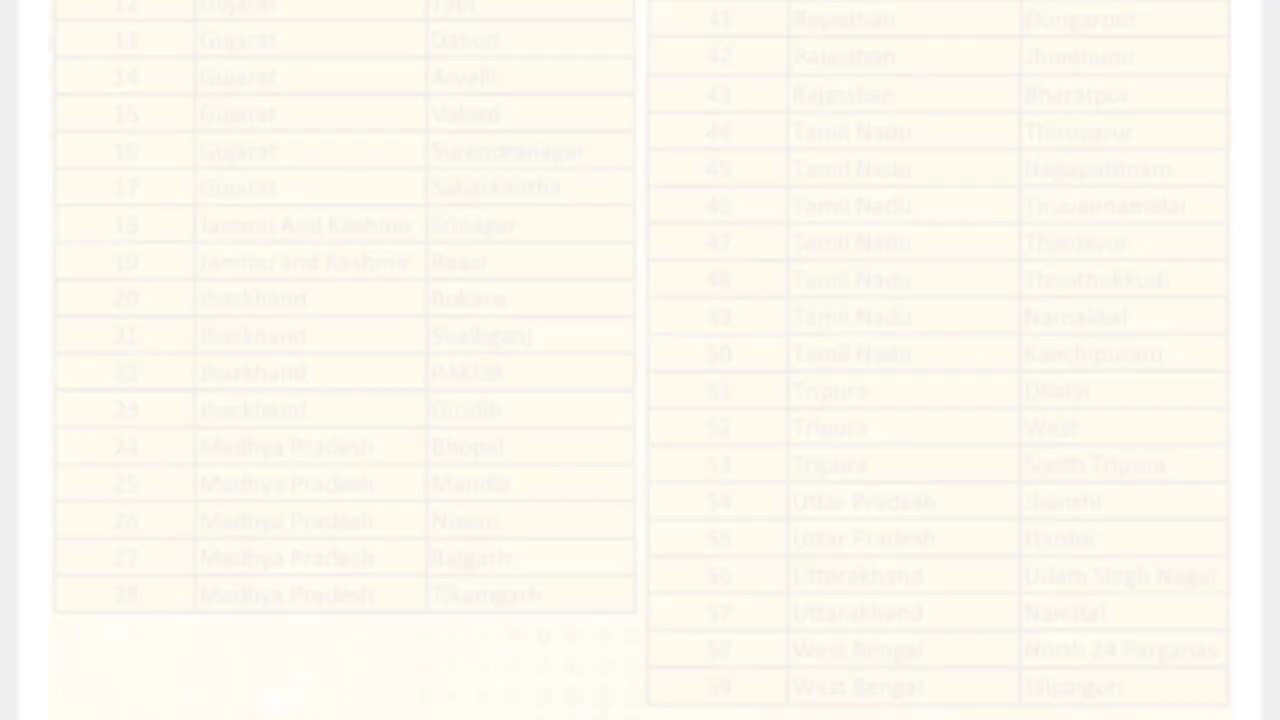 12 Gujarat Tapi
13 Gujarat Dahod
14 Gujarat Arvalli
15 Gujarat Valsad
16 Gujarat Surendranagar
17 Gujarat Sabarkantha
18 Jammu And Kashmir Srinagar
19 Jammu and Kashmir Reasi
20 Jharkhand Bokaro
21 Jharkhand
22 Jharkhand PAKUR
23 Jharkhand Giridih
24 Madhya Pradesh Bhopal
25 Madhya Pradesh Mandla
26 Madhya Pradesh Niwari
27 Madhya Pradesh Rajgarh
28 Madhya Pradesh Tikamgarh
41 Rajasthan Dungarpur
42 Rajasthan
43 Rajasthan Bharatpur
44 Tamil Nadu Thiruvarur
45 Tamil Nadu Nagapattinam
46 Tamil Nadu
47 Tamil Nadu Thanjavur
48 Tamil Nadu
49 Tamil Nadu Namakkal
50 Tamil Nadu Kanchipuram
51 Tripura Dhalai
52 Tripura West
53 Tripura South Tripura
54 Uttar Pradesh
55 Uttar Pradesh Hardoi
56 Uttarakhand Udam Singh Nagar
57 Uttarakhand Nainital
58 West Bengal North 24 Parganas
59 West Bengal Jalpaiguri